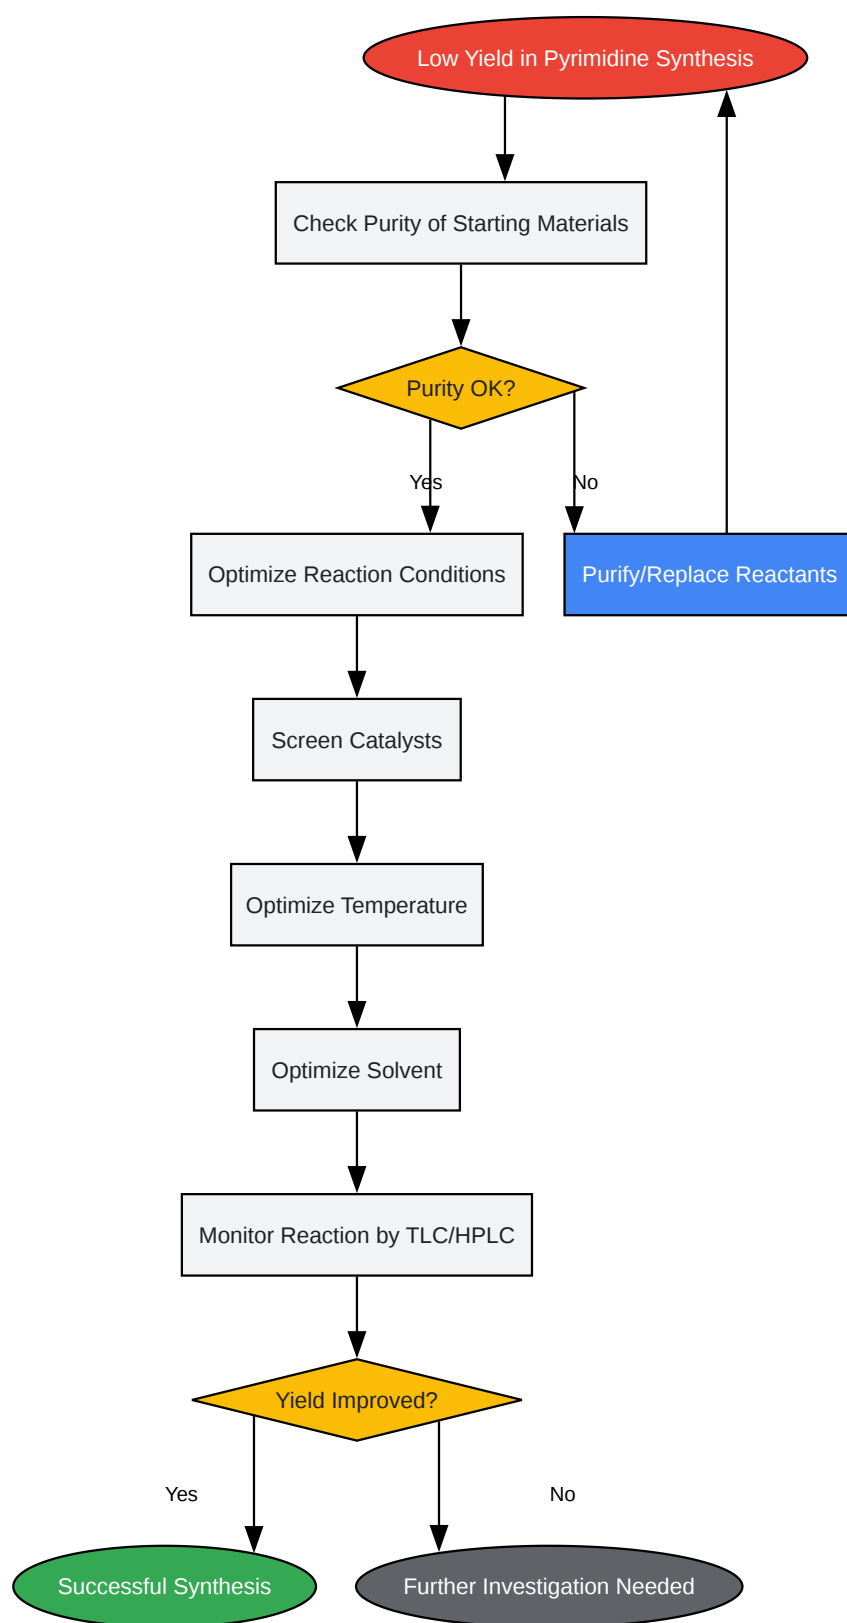 Low Yield in Pyrimidine Synthesis
Check Purity of Starting Materials
Purity OK?
Yes
No
Optimize Reaction Conditions
Purify/Replace Reactants
Screen Catalysts
Optimize Temperature
Optimize Solvent
Monitor Reaction by TLC/HPLC
Yield Improved?
Yes
No
Successful Synthesis
Further Investigation Needed